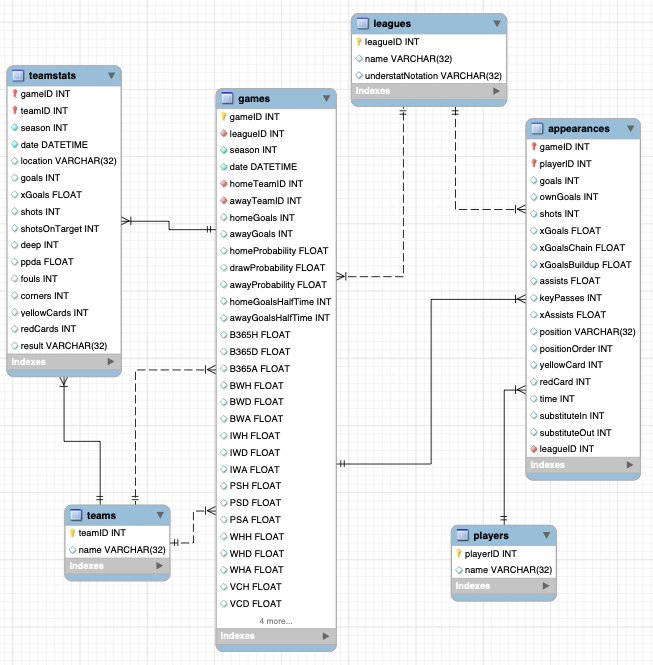 leagues
leagueID INT
name VARCHAR(32)
understatNotation VARCHAR(32)
Indexes
teamstats
gameID INT
teamID INT
season INT
date DATETIME
location VARCHAR(32)
goals INT
xGoals FLOAT
shots INT
shotsOnTarget INT
deep INT
ppda FLOAT
fouls INT
corners INT
yellowCards INT
redCards INT
result VARCHAR(32)
Indexes
games
gameID INT
leagueID INT
season INT
date DATETIME
homeTeamID INT
awayTeamID INT
homeGoals INT
awayGoals INT
homeProbability FLOAT
drawProbability FLOAT
awayProbability FLOAT
homeGoalsHalfTime INT
awayGoalsHalfTime INT
B365H FLOAT
B365D FLOAT
B365A FLOAT
BWH FLOAT
BWD FLOAT
BWA FLOAT
IWH FLOAT
IWD FLOAT
IWA FLOAT
PSH FLOAT
PSD FLOAT
PSA FLOAT
WHH FLOAT
WHD FLOAT
WHA FLOAT
VCH FLOAT
VCD FLOAT
4 more...
Indexes
appearances
gameID INT
playerID INT
goals INT
ownGoals INT
shots INT
xGoals FLOAT
xGoalsChain FLOAT
xGoalsBuildup FLOAT
assists FLOAT
keyPasses INT
xAssists FLOAT
position VARCHAR(32)
positionOrder INT
yellowCard INT
redCard INT
time INT
substituteIn INT
substituteOut INT
leagueID INT
Indexes
teams
teamID INT
name VARCHAR(32)
Indexes
players
playerID INT
name VARCHAR(32)
Indexes